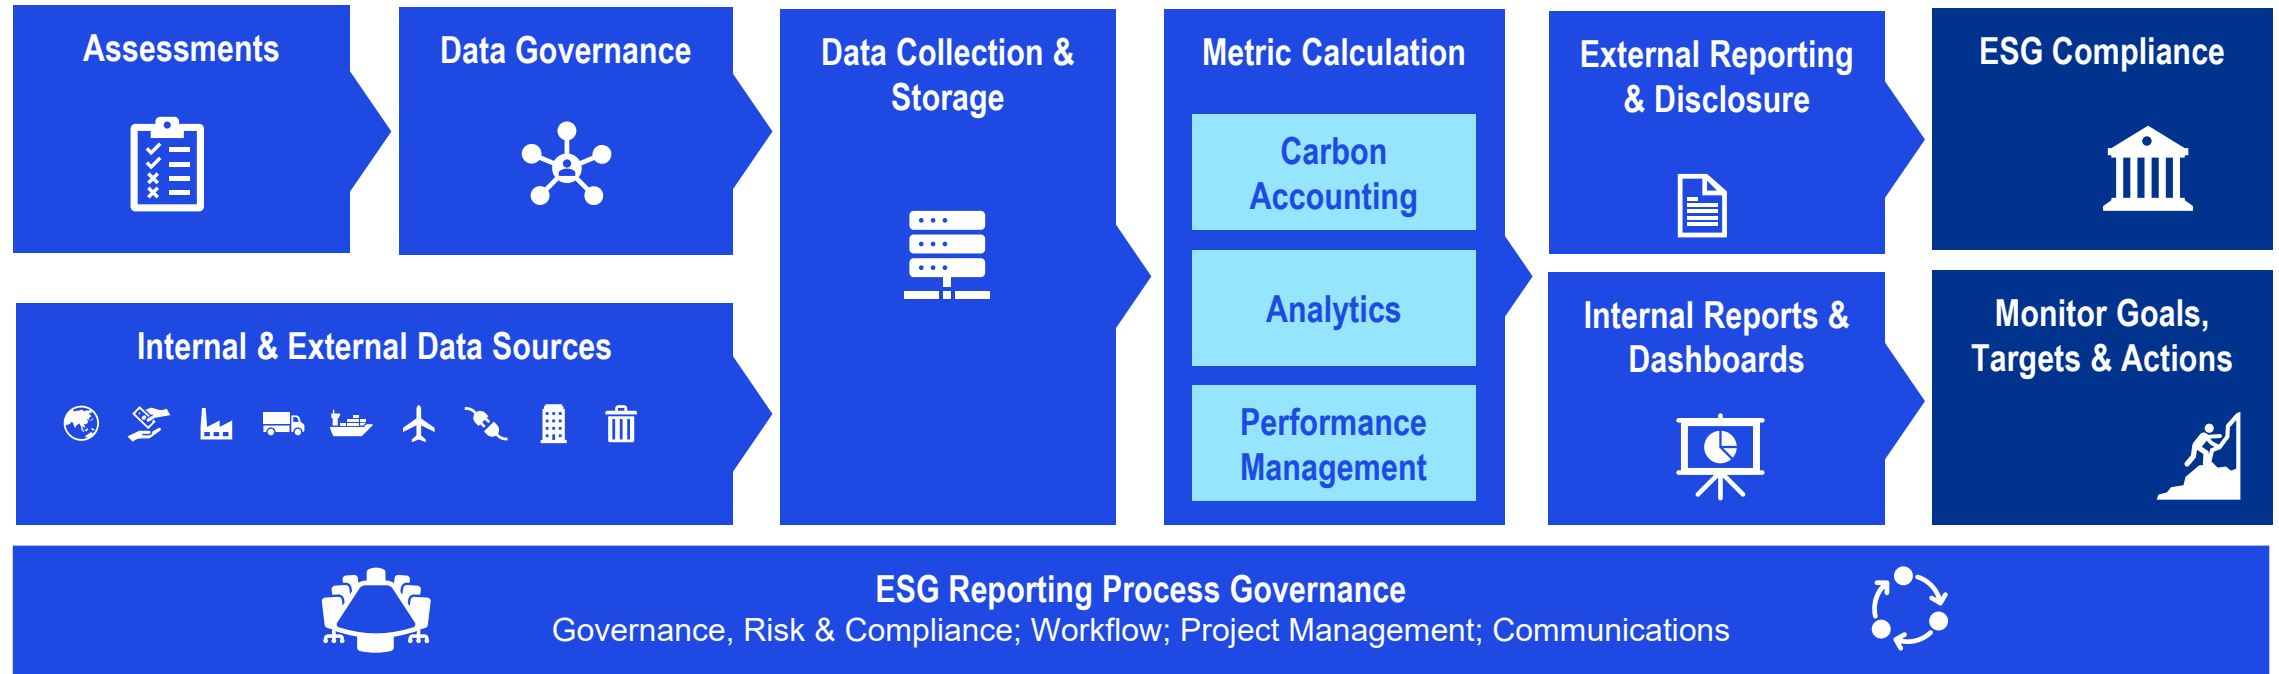 Assessments
Data Governance
Data Collection &
Storage
Metric Calculation
Carbon
Accounting
Analytics
Performance
Management
External Reporting
& Disclosure
ESG Compliance
Internal & External Data Sources
Internal Reports &
Dashboards
Monitor Goals,
Targets & Actions
ESG Reporting Process Governance
Governance, Risk & Compliance; Workflow; Project Management; Communications